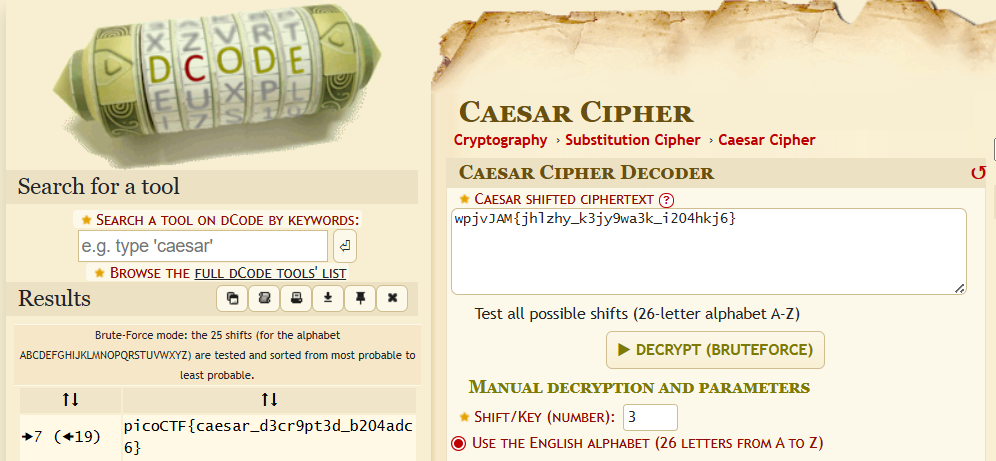 X Z V R T
D C O D E
E U X P L
Search for a tool
Search a tool on dCode by keywords:
e.g. type 'caesar'
Browse the full dCode tools' list
Results
Brute-Force mode: the 25 shifts (for the alphabet
ABCDEFGHIJKLMNOPQRSTUVWXYZ) are tested and sorted from most probable to
least probable.
↑↓ ↑↓
➔7 (🡰19) picoCTF{caesar_d3cr9pt3d_b204adc
6}
Caesar Cipher
Cryptography › Substitution Cipher › Caesar Cipher
Caesar Cipher Decoder
Caesar shifted ciphertext ?
wpjvJAM{jhlzhy_k3jy9wa3k_i204hkj6}
Test all possible shifts (26-letter alphabet A-Z)
▶ DECRYPT (BRUTEFORCE)
Manual decryption and parameters
Shift/Key (number): 3
Use the English alphabet (26 letters from A to Z)